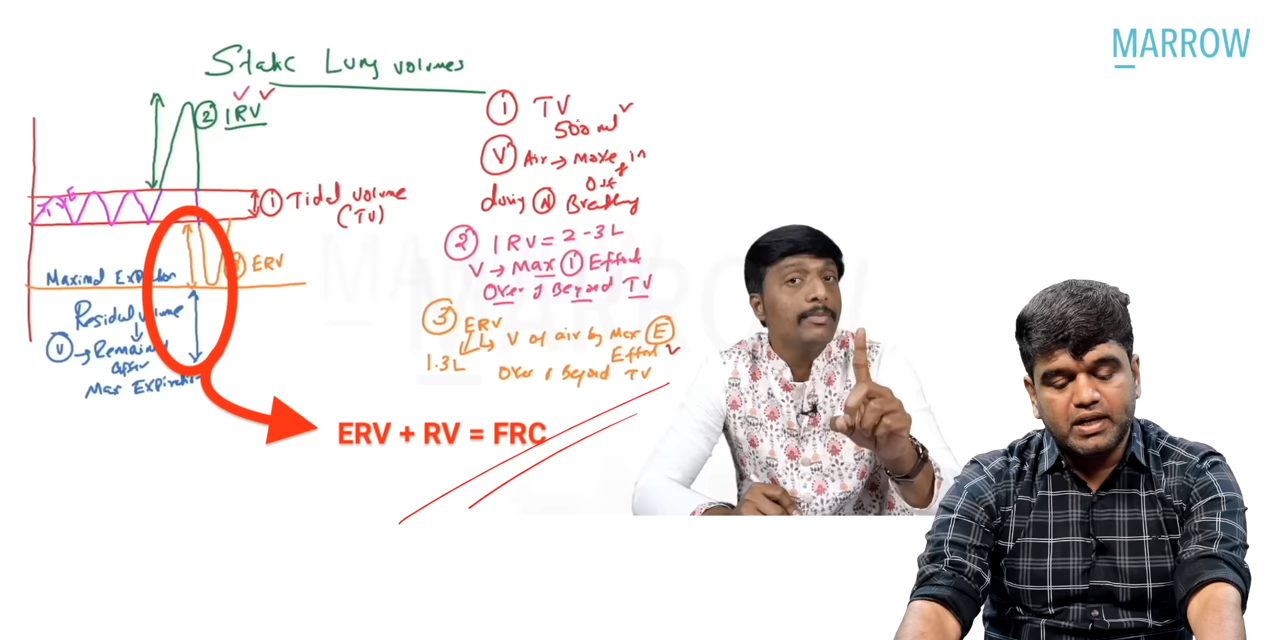 MARROW
Static Lung volumes
② IRV
① Tidal volume
(TV)
③ ERV
Maximal Expiration
Residual volume
Ⓥ → Remained
after
Max Expiration
① TV
500 ml
Ⓥ Air → Move in
Out
during Ⓝ Breathing
② IRV = 2-3L
V → Max Ⓘ Effort
Over & Beyond TV
③ ERV
V of air by Max Ⓔ
1.3L
Effort
Over & Beyond TV
ERV + RV = FRC